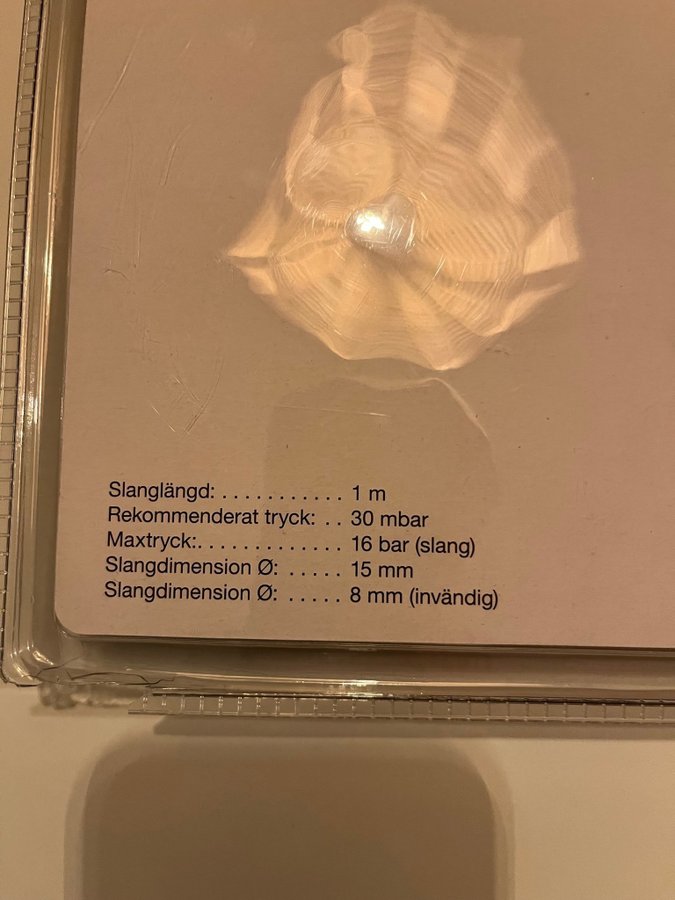 Slanglängd: . . . . . . . . . . . 1 m
Rekommenderat tryck: . . 30 mbar
Maxtryck:. . . . . . . . . . . . . 16 bar (slang)
Slangdimension Ø: . . . . . 15 mm
Slangdimension Ø: . . . . . 8 mm (invändig)